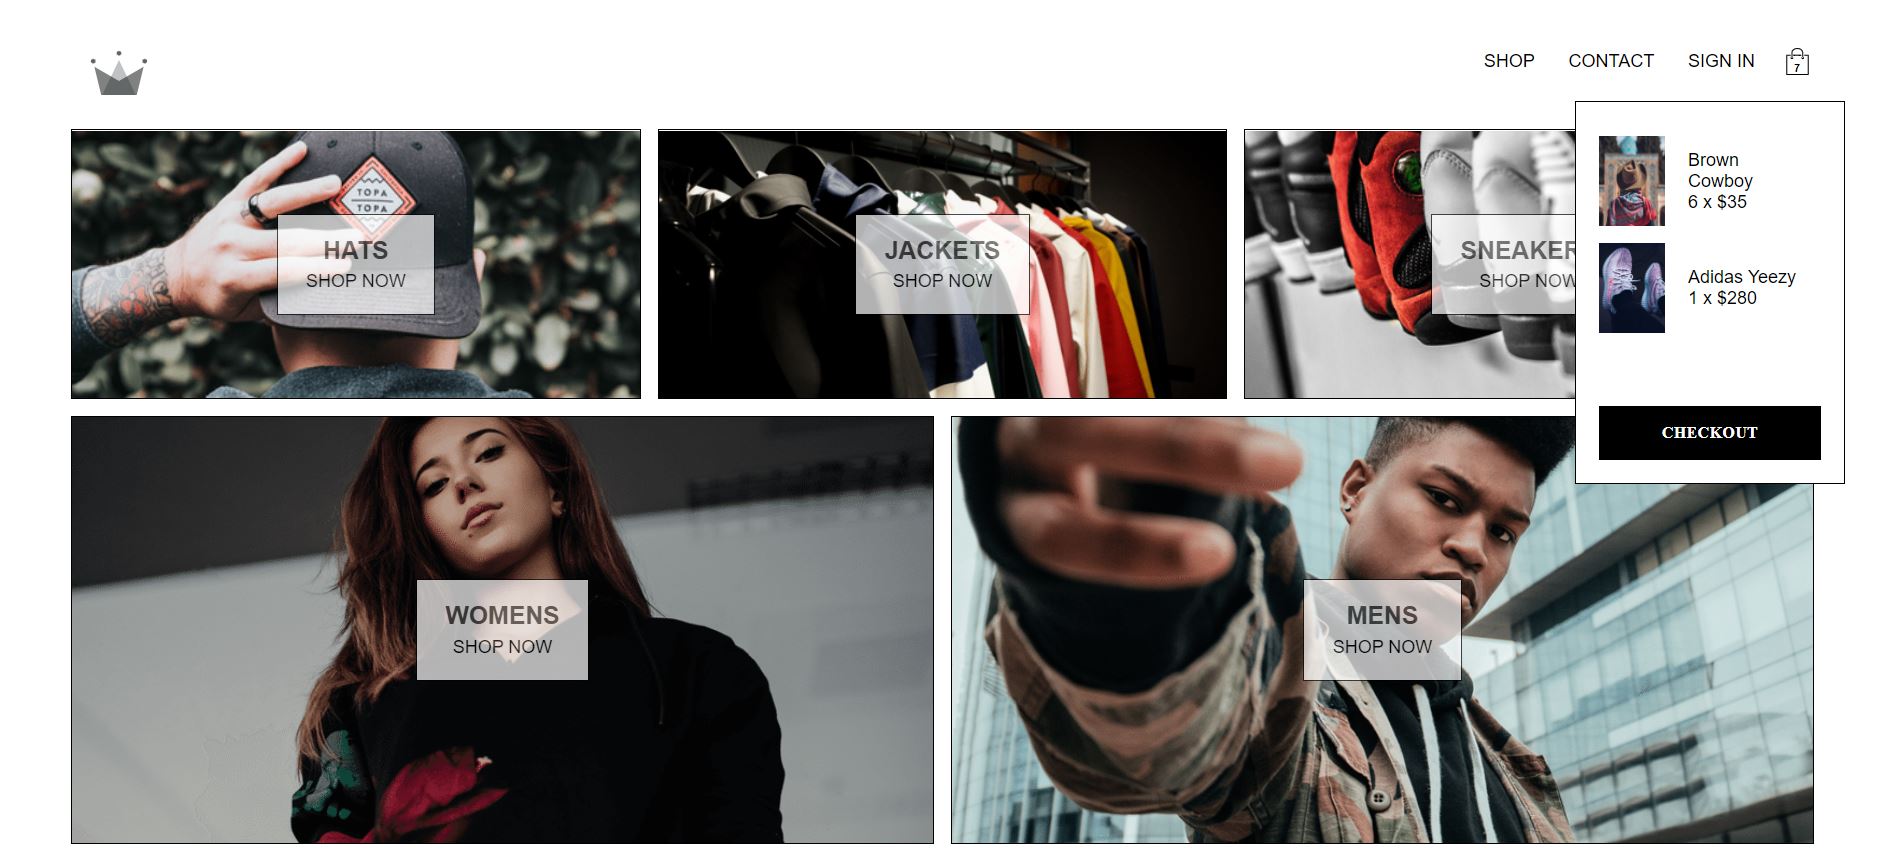 SHOP CONTACT SIGN IN 7
TOPA
TOPA
HATS
SHOP NOW
JACKETS
SHOP NOW
SNEAKER
SHOP NOW
Brown
Cowboy
6 x $35
Adidas Yeezy
1 x $280
CHECKOUT
WOMENS
SHOP NOW
MENS
SHOP NOW